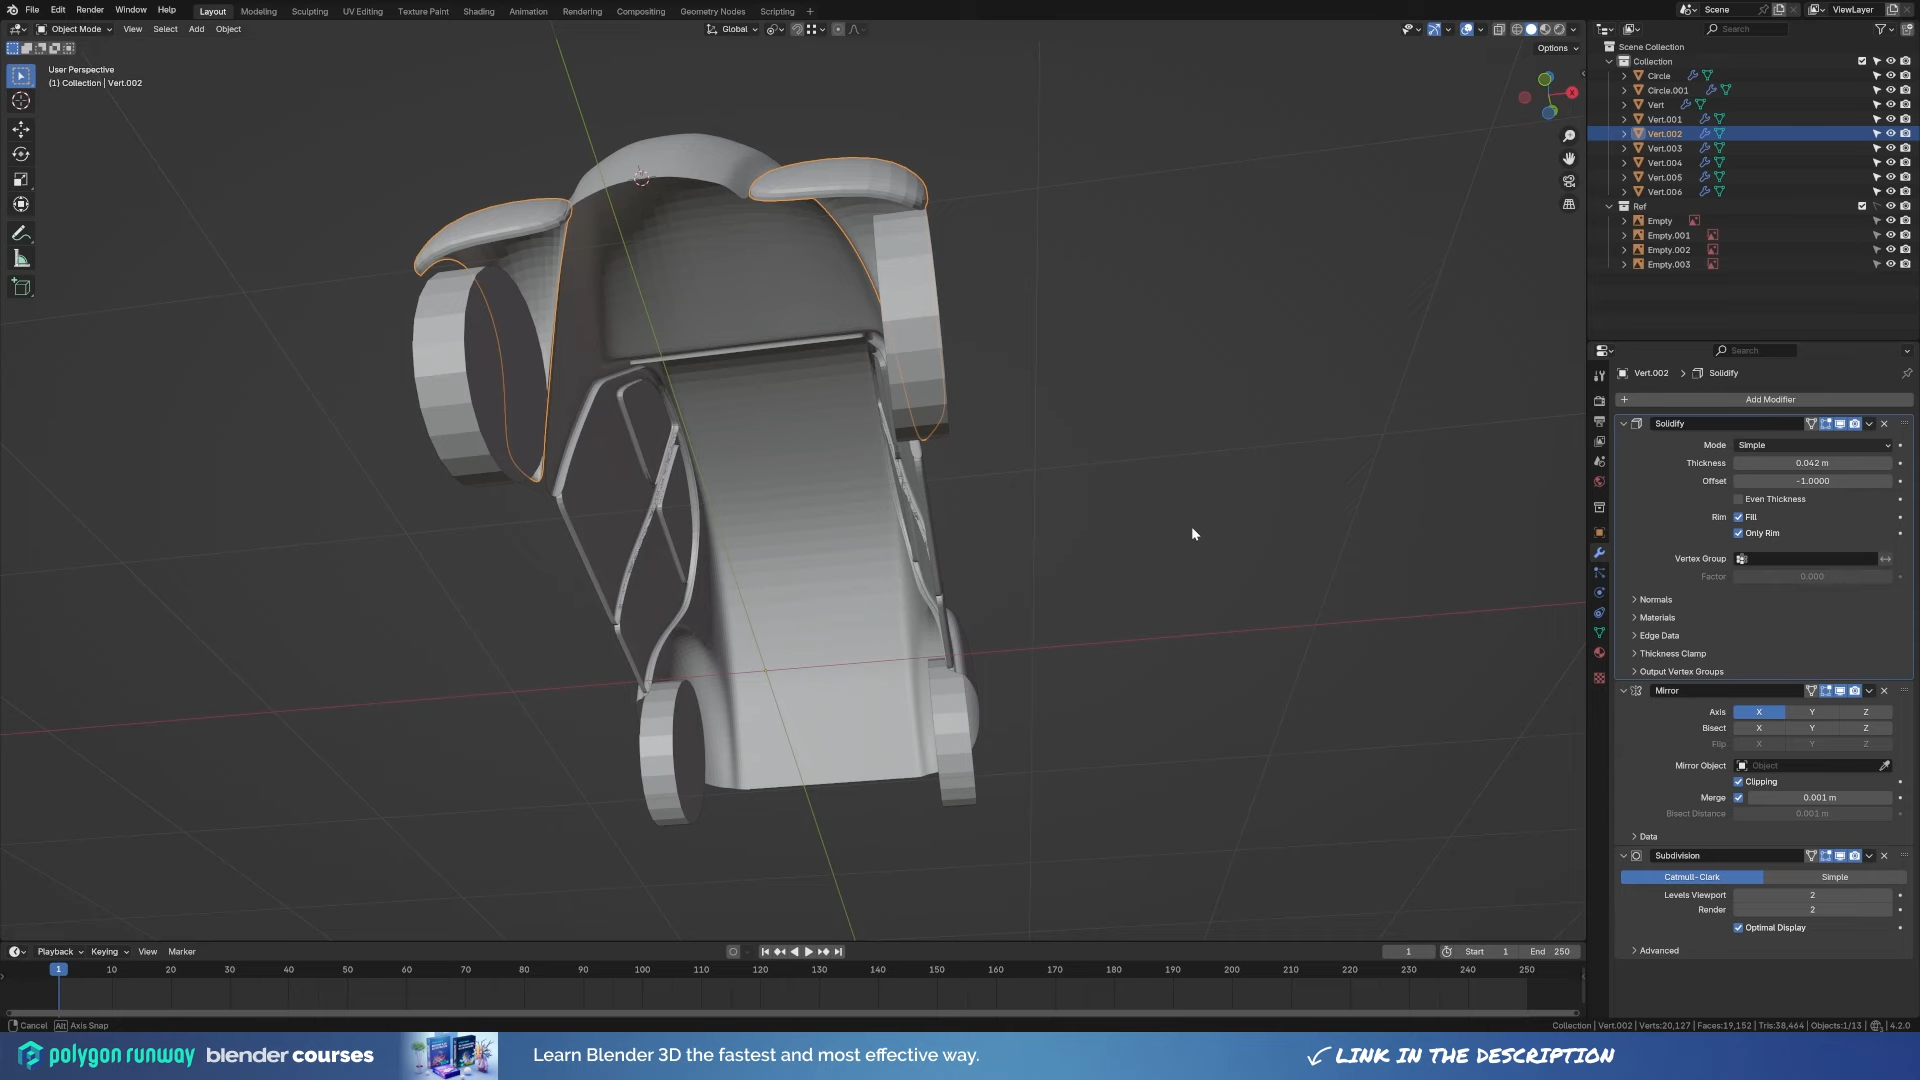 File Edit Render Window Help Layout Modeling Sculpting UV Editing Texture Paint Shading Animation Rendering Compositing Geometry Nodes Scripting + Scene ViewLayer
Object Mode View Select Add Object Global Search
Options
User Perspective
(1) Collection | Vert.002
Scene Collection
Collection
Circle
Circle.001
Vert
Vert.001
Vert.002
Vert.003
Vert.004
Vert.005
Vert.006
Ref
Empty
Empty.001
Empty.002
Empty.003
Search
Vert.002 > Solidify
+ Add Modifier
Solidify
Mode Simple
Thickness 0.042 m
Offset -1.0000
Even Thickness
Rim Fill
Only Rim
Vertex Group
Factor 0.000
Normals
Materials
Edge Data
Thickness Clamp
Output Vertex Groups
Mirror
Axis X Y Z
Bisect X Y Z
Flip X Y Z
Mirror Object Object
Clipping
Merge 0.001 m
Bisect Distance 0.001 m
Data
Subdivision
Catmull-Clark Simple
Levels Viewport 2
Render 2
Optimal Display
Advanced
Playback Keying View Marker 1 Start 1 End 250
1 10 20 30 40 50 60 70 80 90 100 110 120 130 140 150 160 170 180 190 200 210 220 230 240 250
Cancel Alt Axis Snap
Collection | Vert.002 | Verts:20,127 | Faces:19,152 | Tris:38,464 | Objects:1/13 | 4.2.0
polygon runway blender courses Learn Blender 3D the fastest and most effective way. LINK IN THE DESCRIPTION